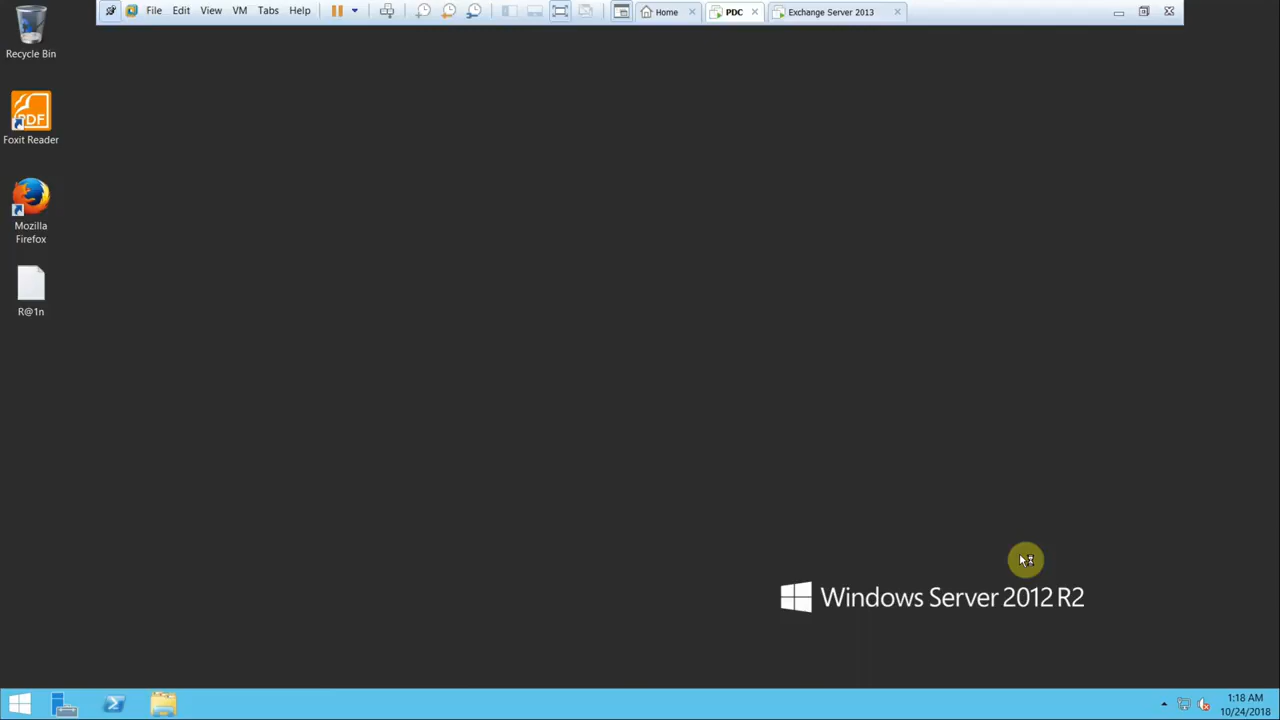 File Edit View VM Tabs Help Home PDC Exchange Server 2013
Recycle Bin
PDF
Foxit Reader
Mozilla
Firefox
R@1n
Windows Server 2012 R2
1:18 AM
10/24/2018